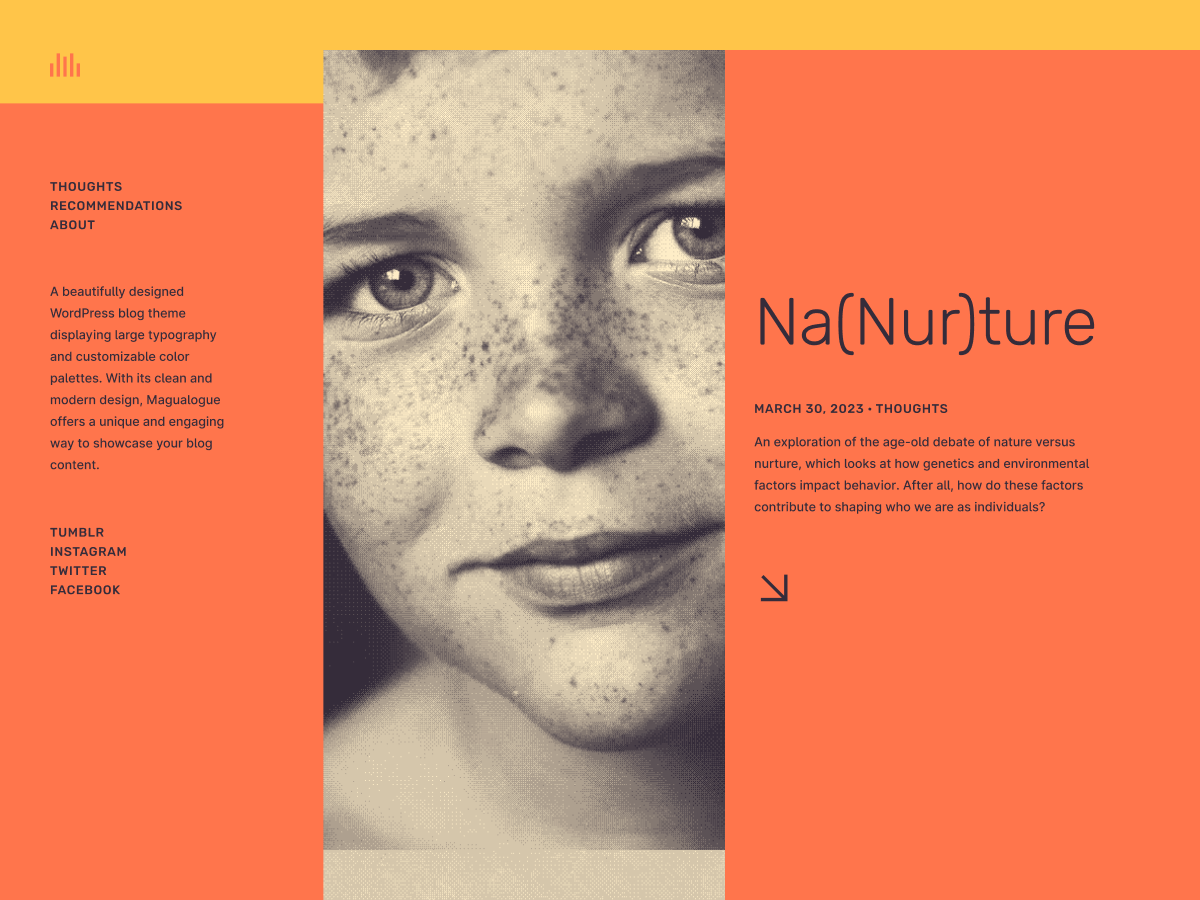 THOUGHTS
RECOMMENDATIONS
ABOUT
A beautifully designed
WordPress blog theme
displaying large typography
and customizable color
palettes. With its clean and
modern design, Magualogue
offers a unique and engaging
way to showcase your blog
content.
TUMBLR
INSTAGRAM
TWITTER
FACEBOOK
Na(Nur)ture
MARCH 30, 2023 • THOUGHTS
An exploration of the age-old debate of nature versus
nurture, which looks at how genetics and environmental
factors impact behavior. After all, how do these factors
contribute to shaping who we are as individuals?